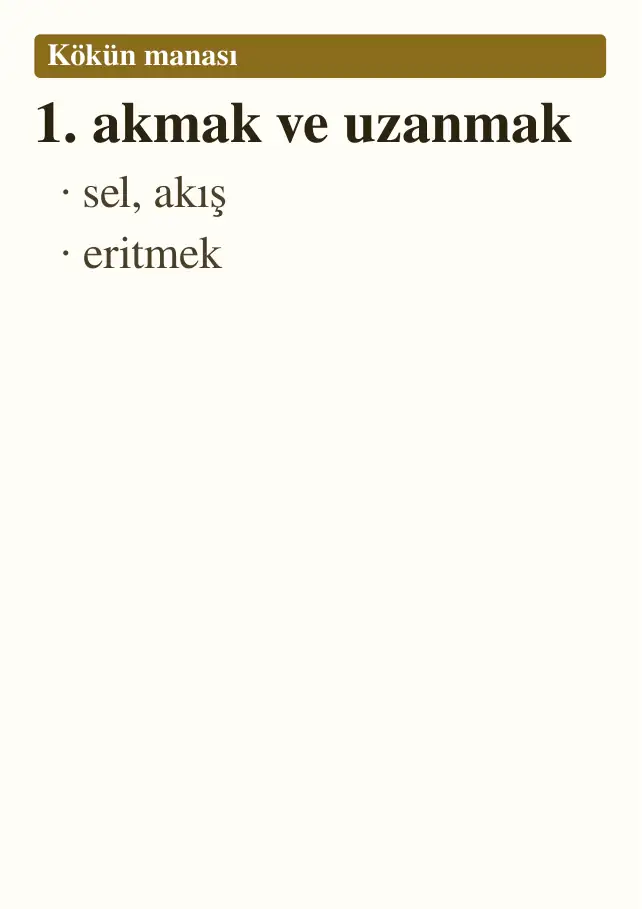 Kökün manası
1. akmak ve uzanmak
· sel, akış
· eritmek